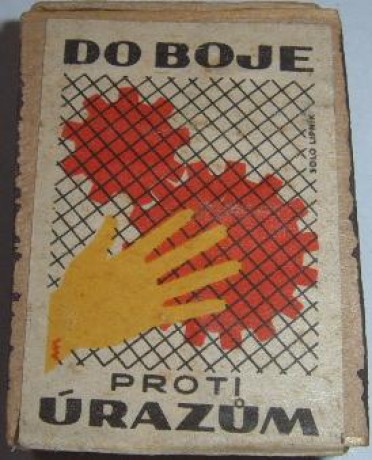 DO BOJE
SOLO LIPNÍK
PROTI
ÚRAZŮM